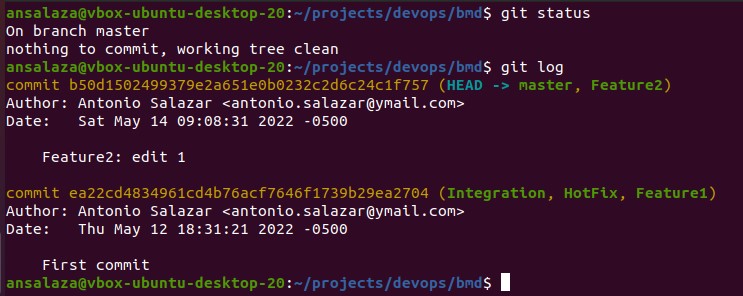 ansalaza@vbox-ubuntu-desktop-20:~/projects/devops/bmd$ git status
On branch master
nothing to commit, working tree clean
ansalaza@vbox-ubuntu-desktop-20:~/projects/devops/bmd$ git log
commit b50d1502499379e2a651e0b0232c2d6c24c1f757 (HEAD -> master, Feature2)
Author: Antonio Salazar <antonio.salazar@ymail.com>
Date:   Sat May 14 09:08:31 2022 -0500
    Feature2: edit 1
commit ea22cd4834961cd4b76acf7646f1739b29ea2704 (Integration, HotFix, Feature1)
Author: Antonio Salazar <antonio.salazar@ymail.com>
Date:   Thu May 12 18:31:21 2022 -0500
    First commit
ansalaza@vbox-ubuntu-desktop-20:~/projects/devops/bmd$